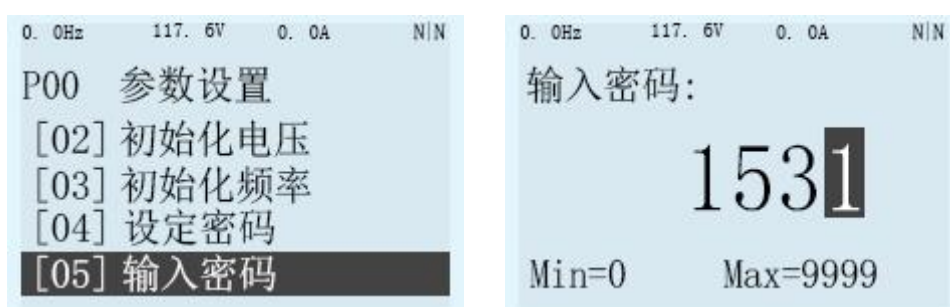 0. 0Hz 117. 6V 0. 0A N|N
P00 参数设置
[02] 初始化电压
[03] 初始化频率
[04] 设定密码
[05] 输入密码
0. 0Hz 117. 6V 0. 0A N|N
输入密码:
1531
Min=0 Max=9999